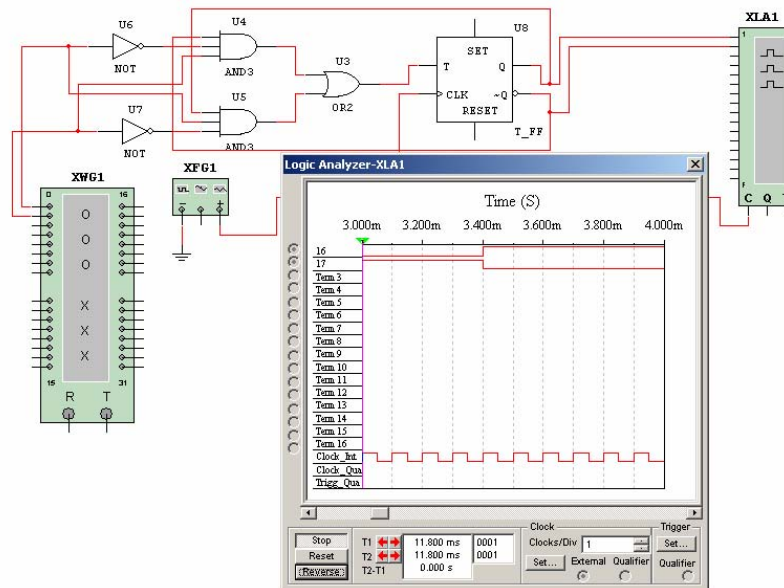 U6
NOT
U4
AND3
U3
OR2
U8
SET
T Q
CLK ~Q
RESET
T_FF
XLA1
1
F
C Q
U7
NOT
U5
AND3
XWG1
0 16
O
O
O
X
X
X
15 31
R T
XFG1
Logic Analyzer-XLA1
Time (S)
3.000m 3.200m 3.400m 3.600m 3.800m 4.000m
16
17
Term 3
Term 4
Term 5
Term 6
Term 7
Term 8
Term 9
Term 10
Term 11
Term 12
Term 13
Term 14
Term 15
Term 16
Clock_Int
Clock_Qua
Trigg_Qua
Stop
Reset
Reverse
T1 11.800 ms 0001
T2 11.800 ms 0001
T2-T1 0.000 s
Clock
Clocks/Div 1
Set... External Qualifier
Trigger
Set...
Qualifier